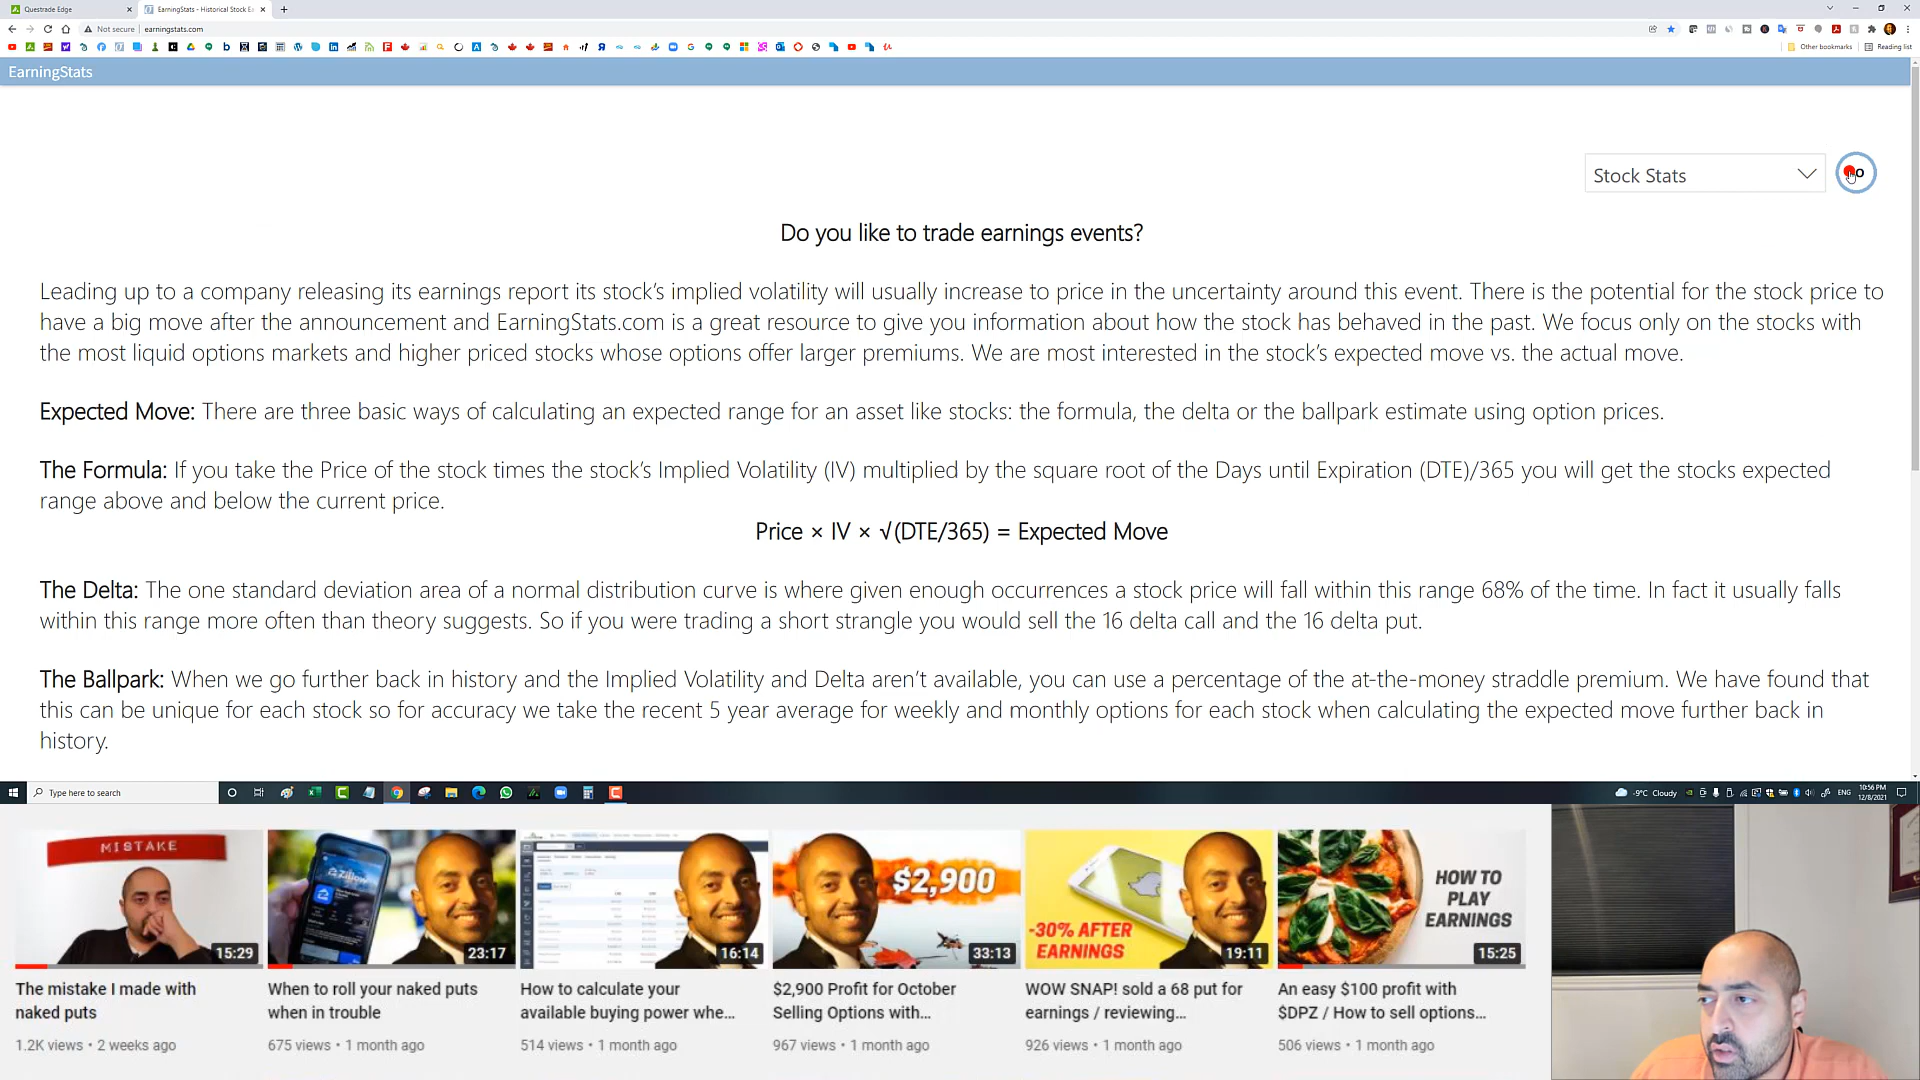 Questrade Edge
EarningStats - Historical Stock E
Not secure
earningstats.com
Other bookmarks
Reading list
EarningStats
Stock Stats
Do you like to trade earnings events?
Leading up to a company releasing its earnings report its stock's implied volatility will usually increase to price in the uncertainty around this event. There is the potential for the stock price to
have a big move after the announcement and EarningStats.com is a great resource to give you information about how the stock has behaved in the past. We focus only on the stocks with
the most liquid options markets and higher priced stocks whose options offer larger premiums. We are most interested in the stock's expected move vs. the actual move.
Expected Move: There are three basic ways of calculating an expected range for an asset like stocks: the formula, the delta or the ballpark estimate using option prices.
The Formula: If you take the Price of the stock times the stock's Implied Volatility (IV) multiplied by the square root of the Days until Expiration (DTE)/365 you will get the stocks expected
range above and below the current price.
Price × IV × √(DTE/365) = Expected Move
The Delta: The one standard deviation area of a normal distribution curve is where given enough occurrences a stock price will fall within this range 68% of the time. In fact it usually falls
within this range more often than theory suggests. So if you were trading a short strangle you would sell the 16 delta call and the 16 delta put.
The Ballpark: When we go further back in history and the Implied Volatility and Delta aren't available, you can use a percentage of the at-the-money straddle premium. We have found that
this can be unique for each stock so for accuracy we take the recent 5 year average for weekly and monthly options for each stock when calculating the expected move further back in
history.
Type here to search
-9°C Cloudy
ENG
10:56 PM
12/8/2021
MISTAKE
15:29
Zillow
23:17
16:14
$2,900
33:13
-30% AFTER
EARNINGS
19:11
HOW TO
PLAY
EARNINGS
15:25
The mistake I made with
naked puts
1.2K views • 2 weeks ago
When to roll your naked puts
when in trouble
675 views • 1 month ago
How to calculate your
available buying power whe...
514 views • 1 month ago
$2,900 Profit for October
Selling Options with...
967 views • 1 month ago
WOW SNAP! sold a 68 put for
earnings / reviewing...
926 views • 1 month ago
An easy $100 profit with
$DPZ / How to sell options...
506 views • 1 month ago